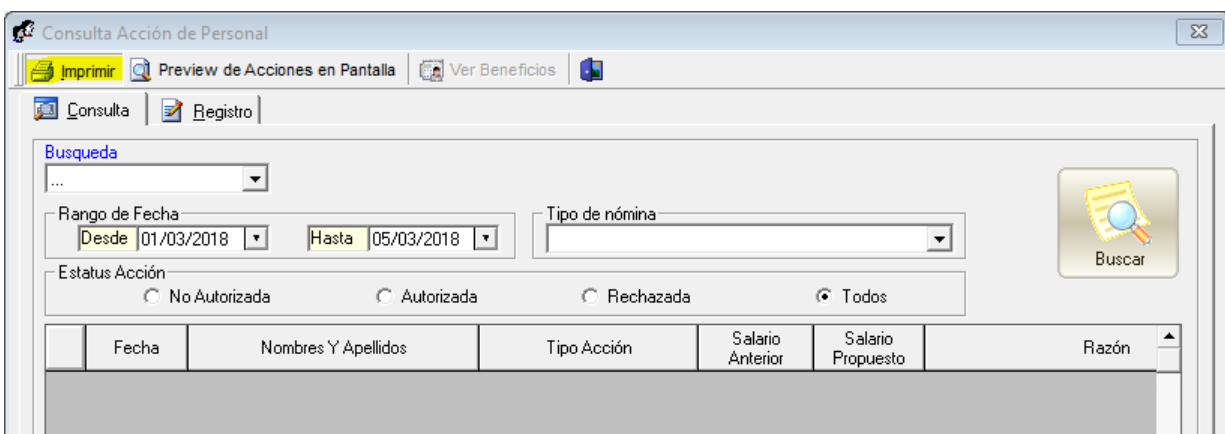 Consulta Acción de Personal
Imprimir Preview de Acciones en Pantalla Ver Beneficios
Consulta Registro
Busqueda
...
Rango de Fecha Tipo de nómina
Desde 01/03/2018 Hasta 05/03/2018
Buscar
Estatus Acción
No Autorizada Autorizada Rechazada Todos
Fecha Nombres Y Apellidos Tipo Acción Salario Anterior Salario Propuesto Razón